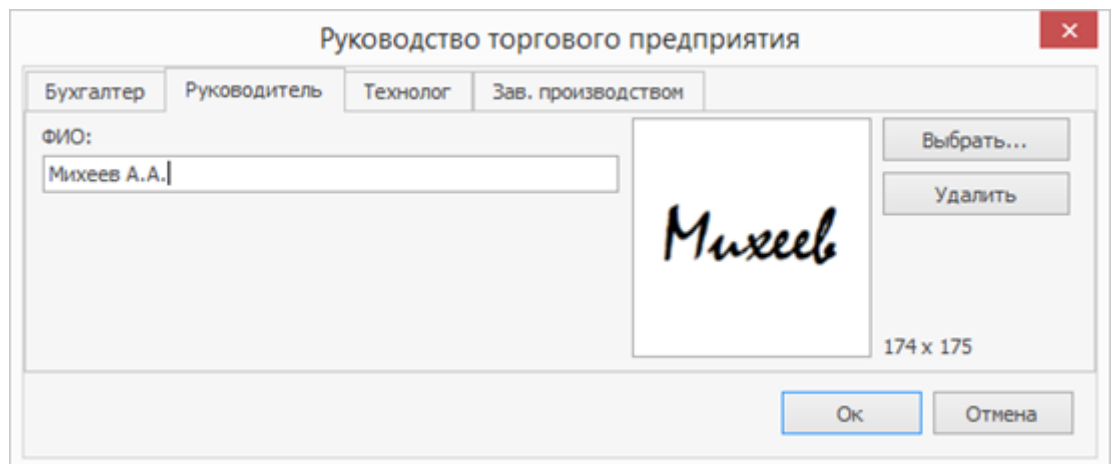 Руководство торгового предприятия
Бухгалтер Руководитель Технолог Зав. производством
ФИО:
Михеев А.А.
Михеев
Выбрать...
Удалить
174 x 175
Ок Отмена